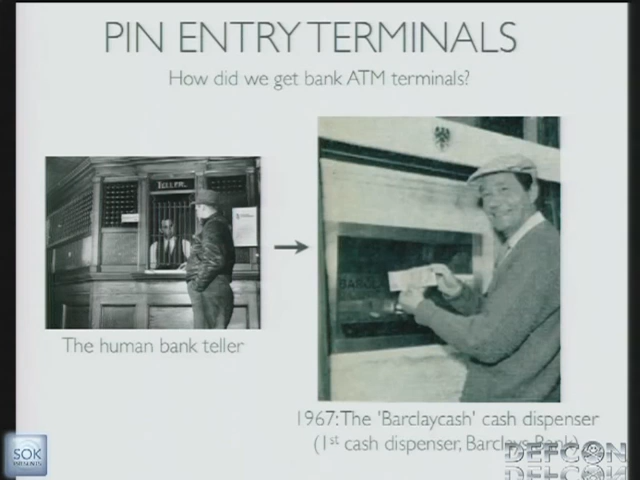 PIN ENTRY TERMINALS
How did we get bank ATM terminals?
TELLER
The human bank teller
1967: The 'Barclaycash' cash dispenser
(1st cash dispenser, Barclays Bank)
SOK
DEFCON